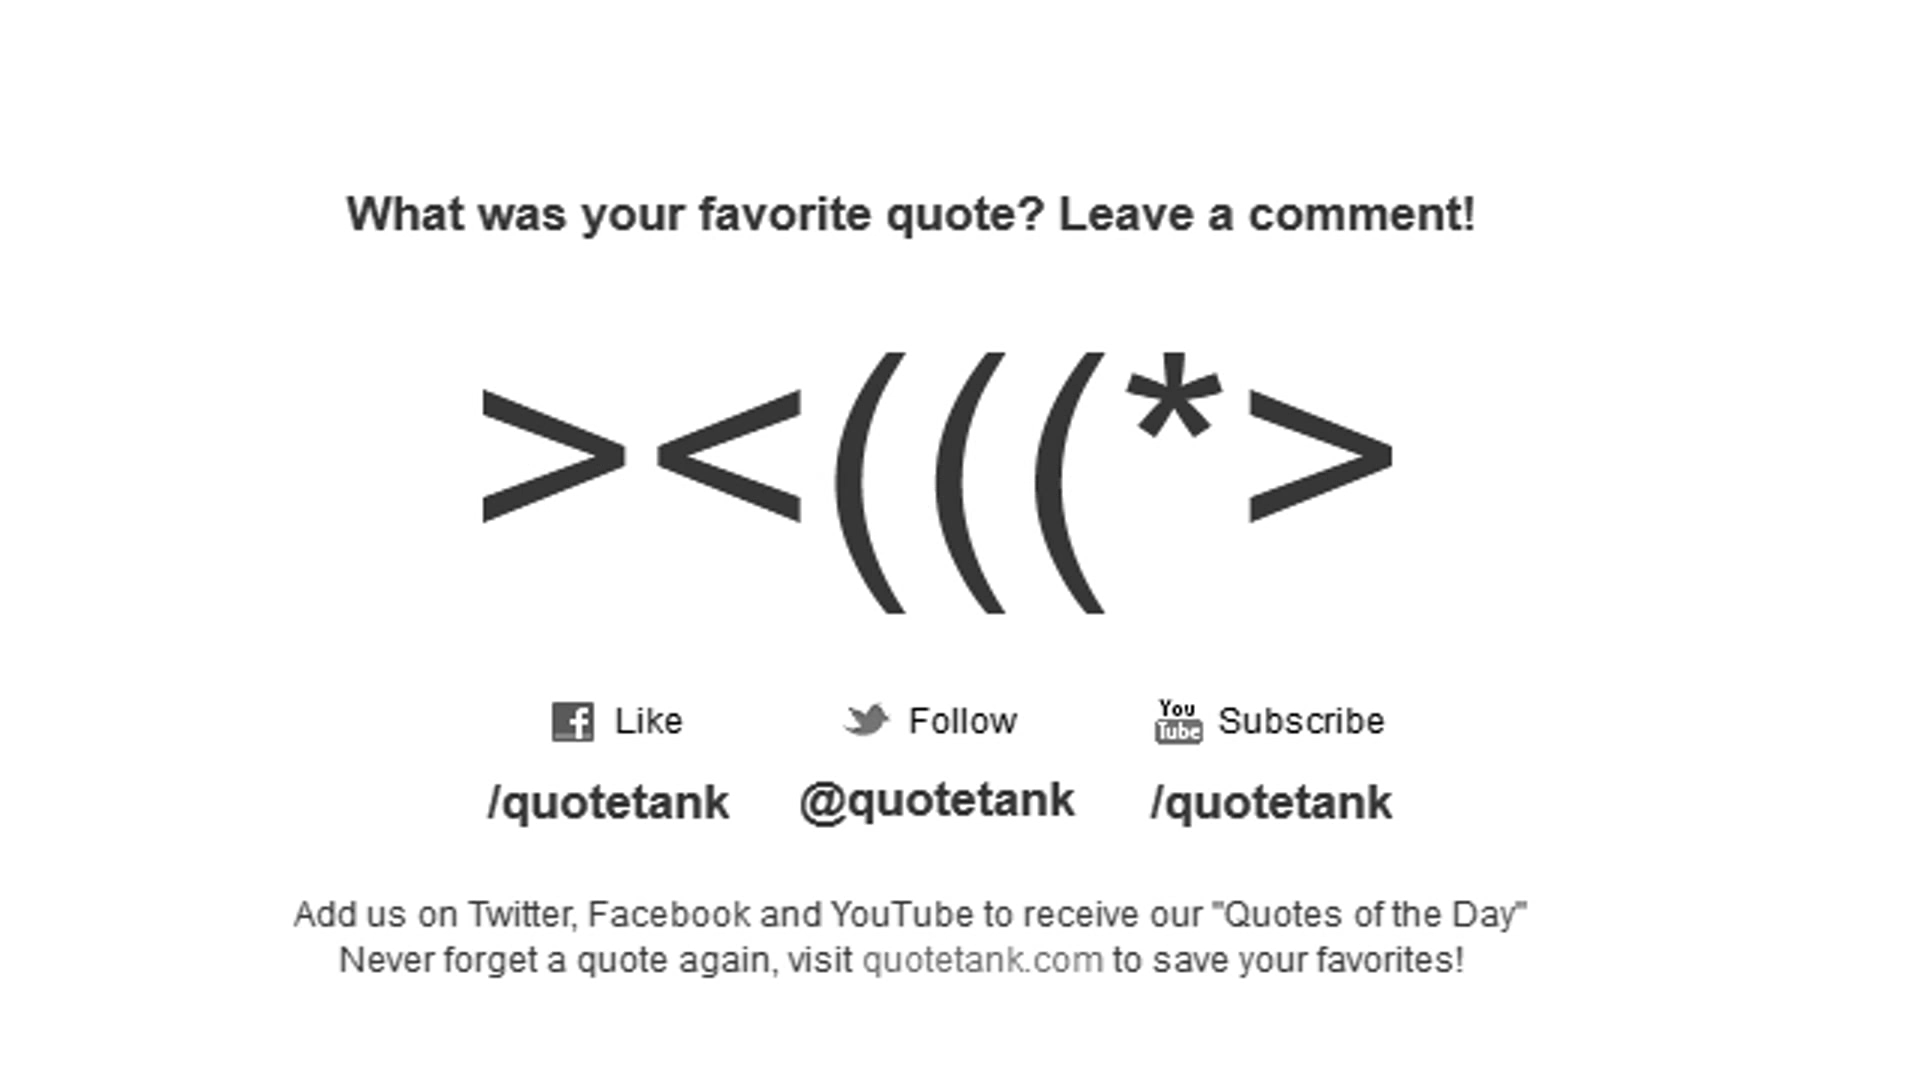 What was your favorite quote? Leave a comment!
><(((*>
f Like Follow You Tube Subscribe
/quotetank @quotetank /quotetank
Add us on Twitter, Facebook and YouTube to receive our "Quotes of the Day"
Never forget a quote again, visit quotetank.com to save your favorites!